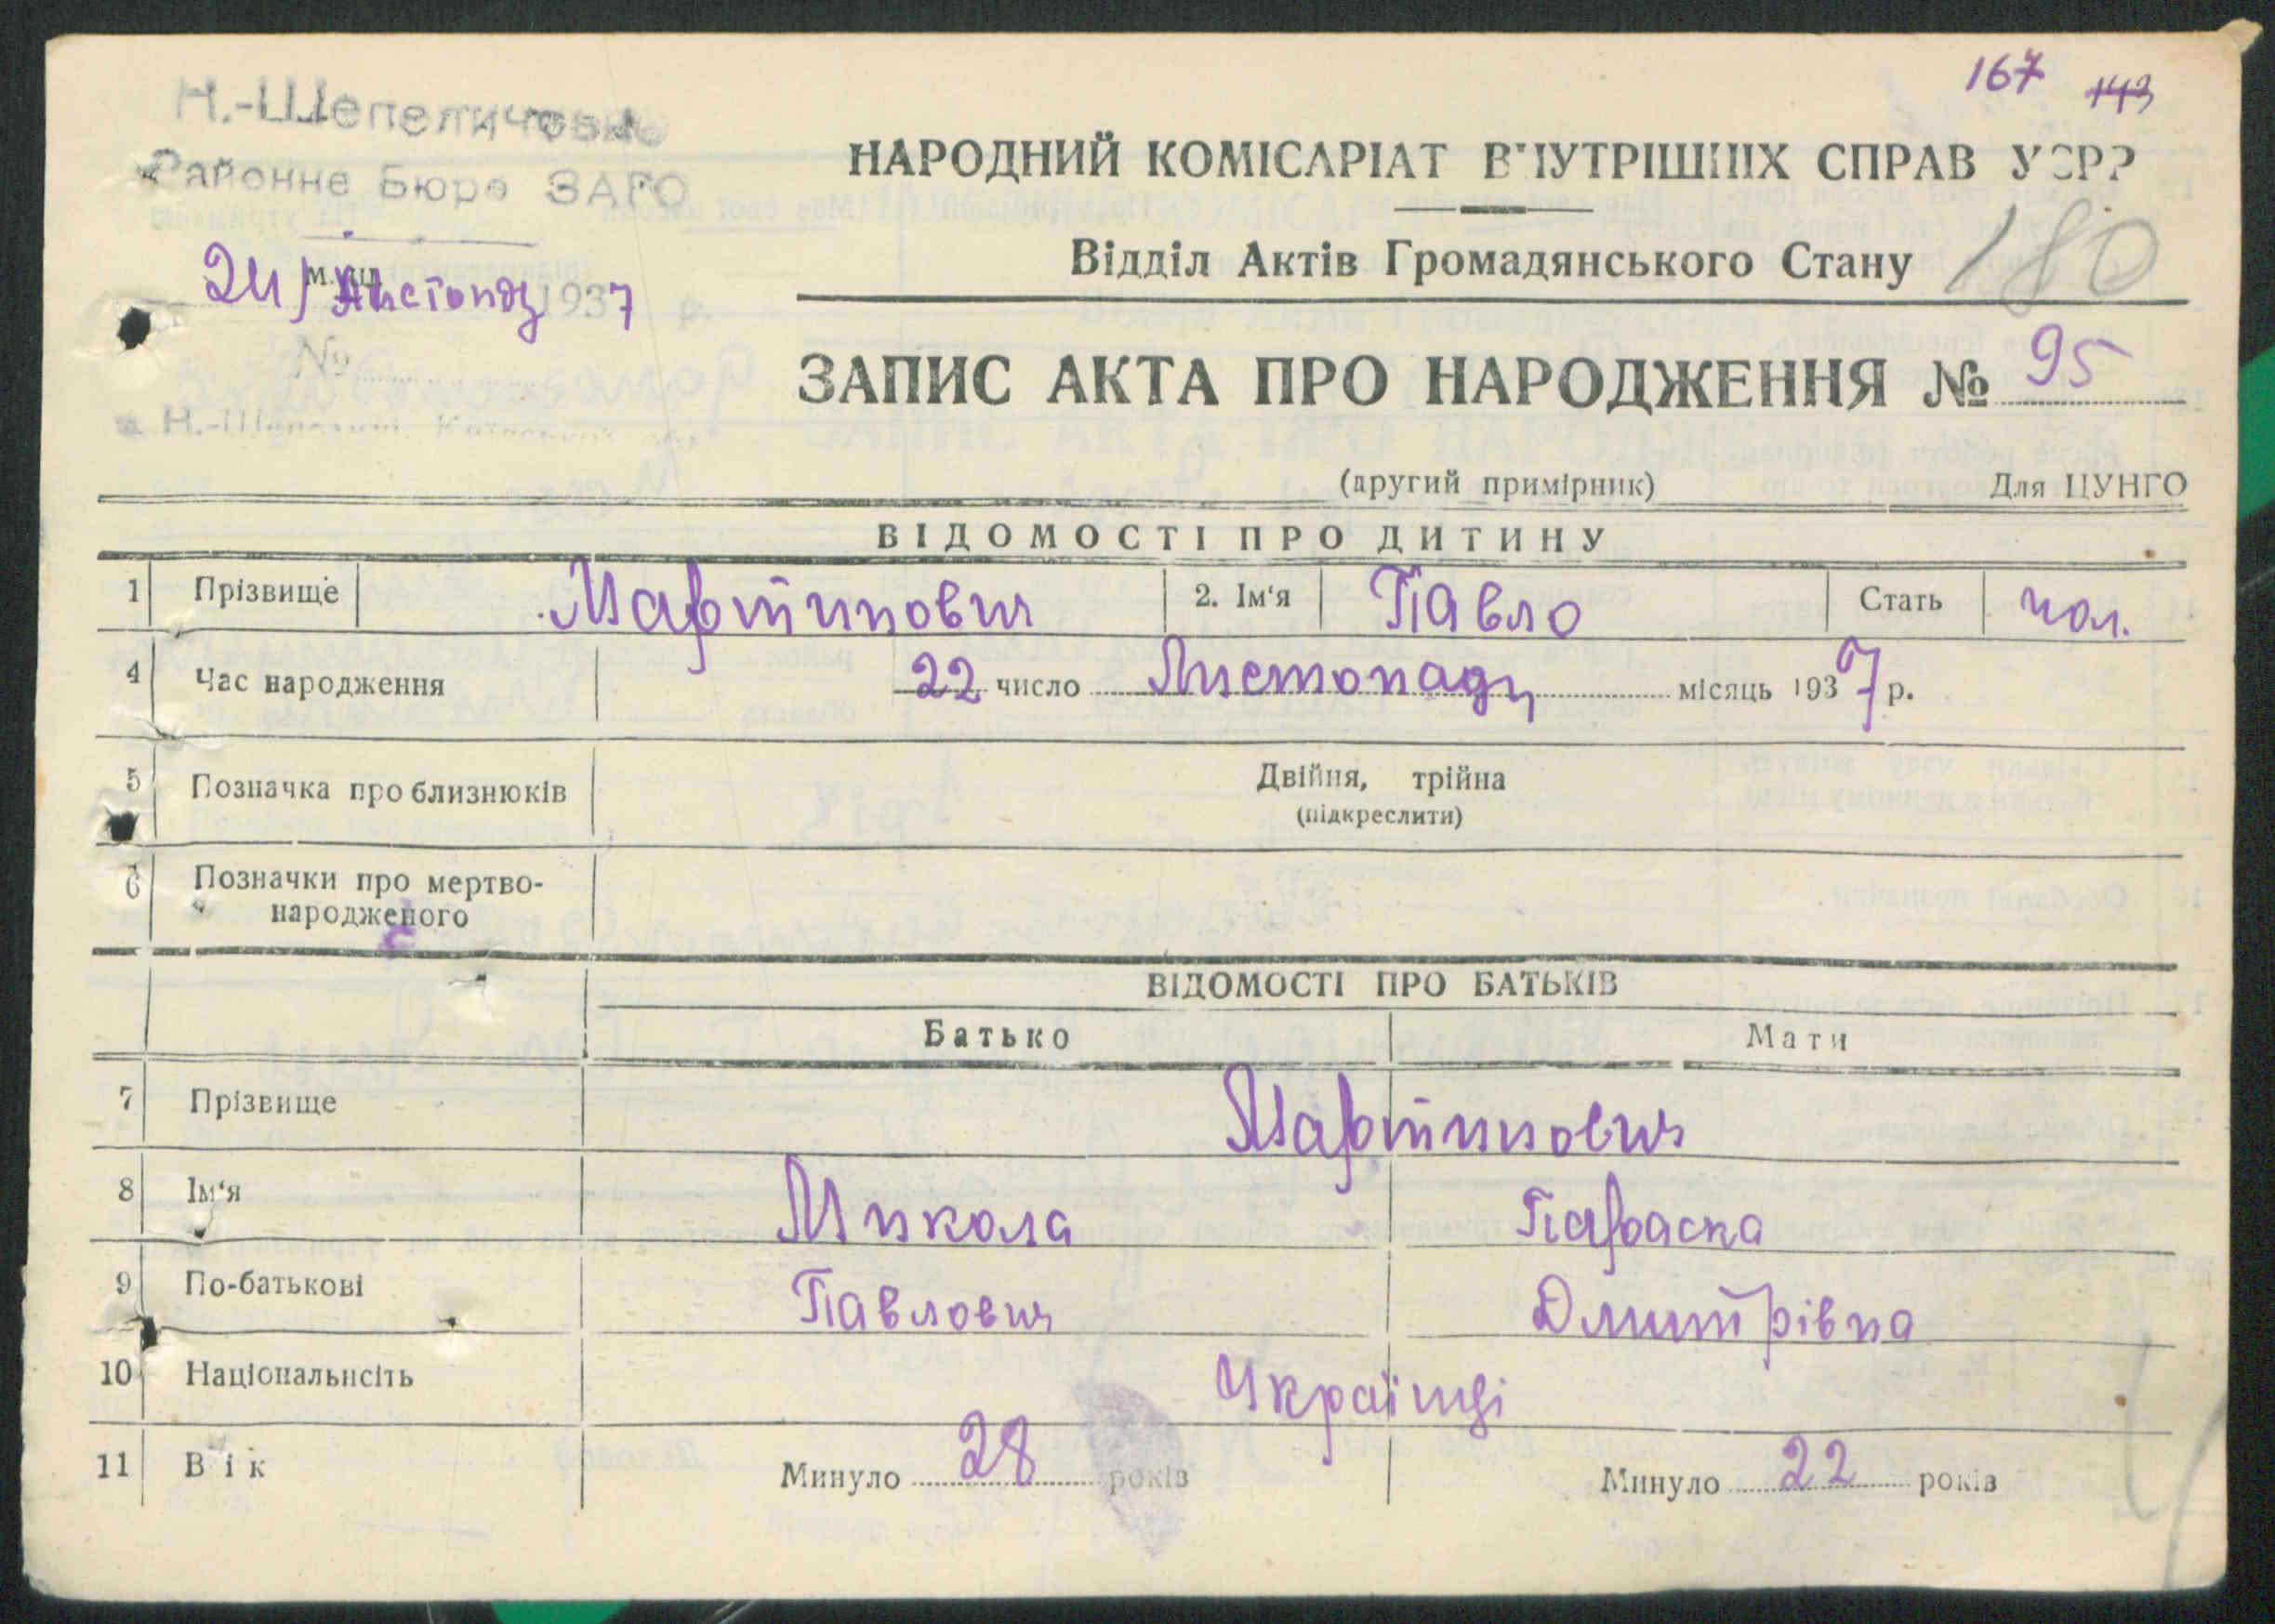 167 143
Н.-Шепеличське
Районне Бюро ЗАГС
НАРОДНИЙ КОМІСАРІАТ ВНУТРІШНІХ СПРАВ УСРР
Відділ Актів Громадянського Стану 180
24/ Листопад 1937 р.
№
ЗАПИС АКТА ПРО НАРОДЖЕННЯ № 95
Н.-Шепеличі, Київської
(другий примірник) Для ЦУНГО
ВІДОМОСТІ ПРО ДИТИНУ
1 Прізвище Мартинович 2. Ім'я Павло Стать чол.
4 Час народження 22 число Листопаду місяць 1937 р.
5 Позначка про близнюків Двійня, трійна
(підкреслити)
6 Позначки про мертво-
народженого
ВІДОМОСТІ ПРО БАТЬКІВ
Батько Мати
7 Прізвище Мартинович
8 Ім'я Микола Параска
9 По-батькові Павлович Дмитрівна
10 Національнсіть Українці
11 Вік Минуло 28 років Минуло 22 років